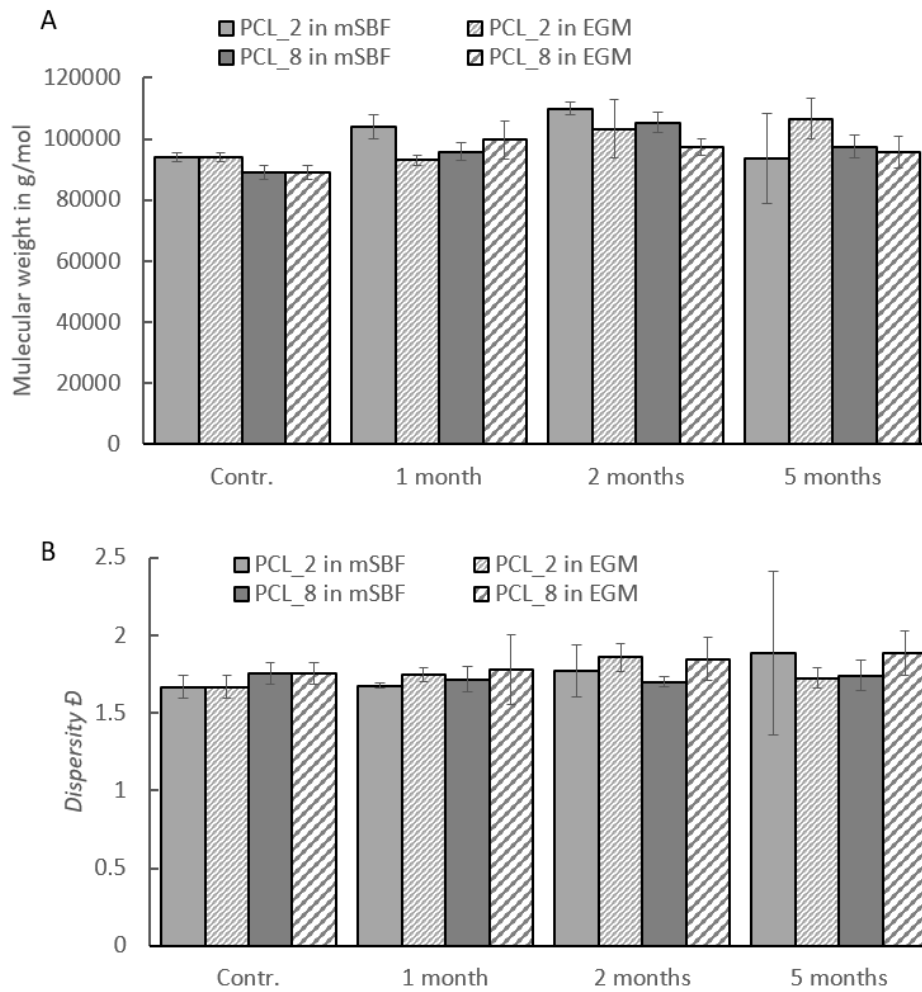 A
PCL_2 in mSBF PCL_2 in EGM
PCL_8 in mSBF PCL_8 in EGM
Mulecular weight in g/mol
120000
100000
80000
60000
40000
20000
0
Contr. 1 month 2 months 5 months
B
PCL_2 in mSBF PCL_2 in EGM
PCL_8 in mSBF PCL_8 in EGM
Dispersity Đ
2.5
2
1.5
1
0.5
0
Contr. 1 month 2 months 5 months